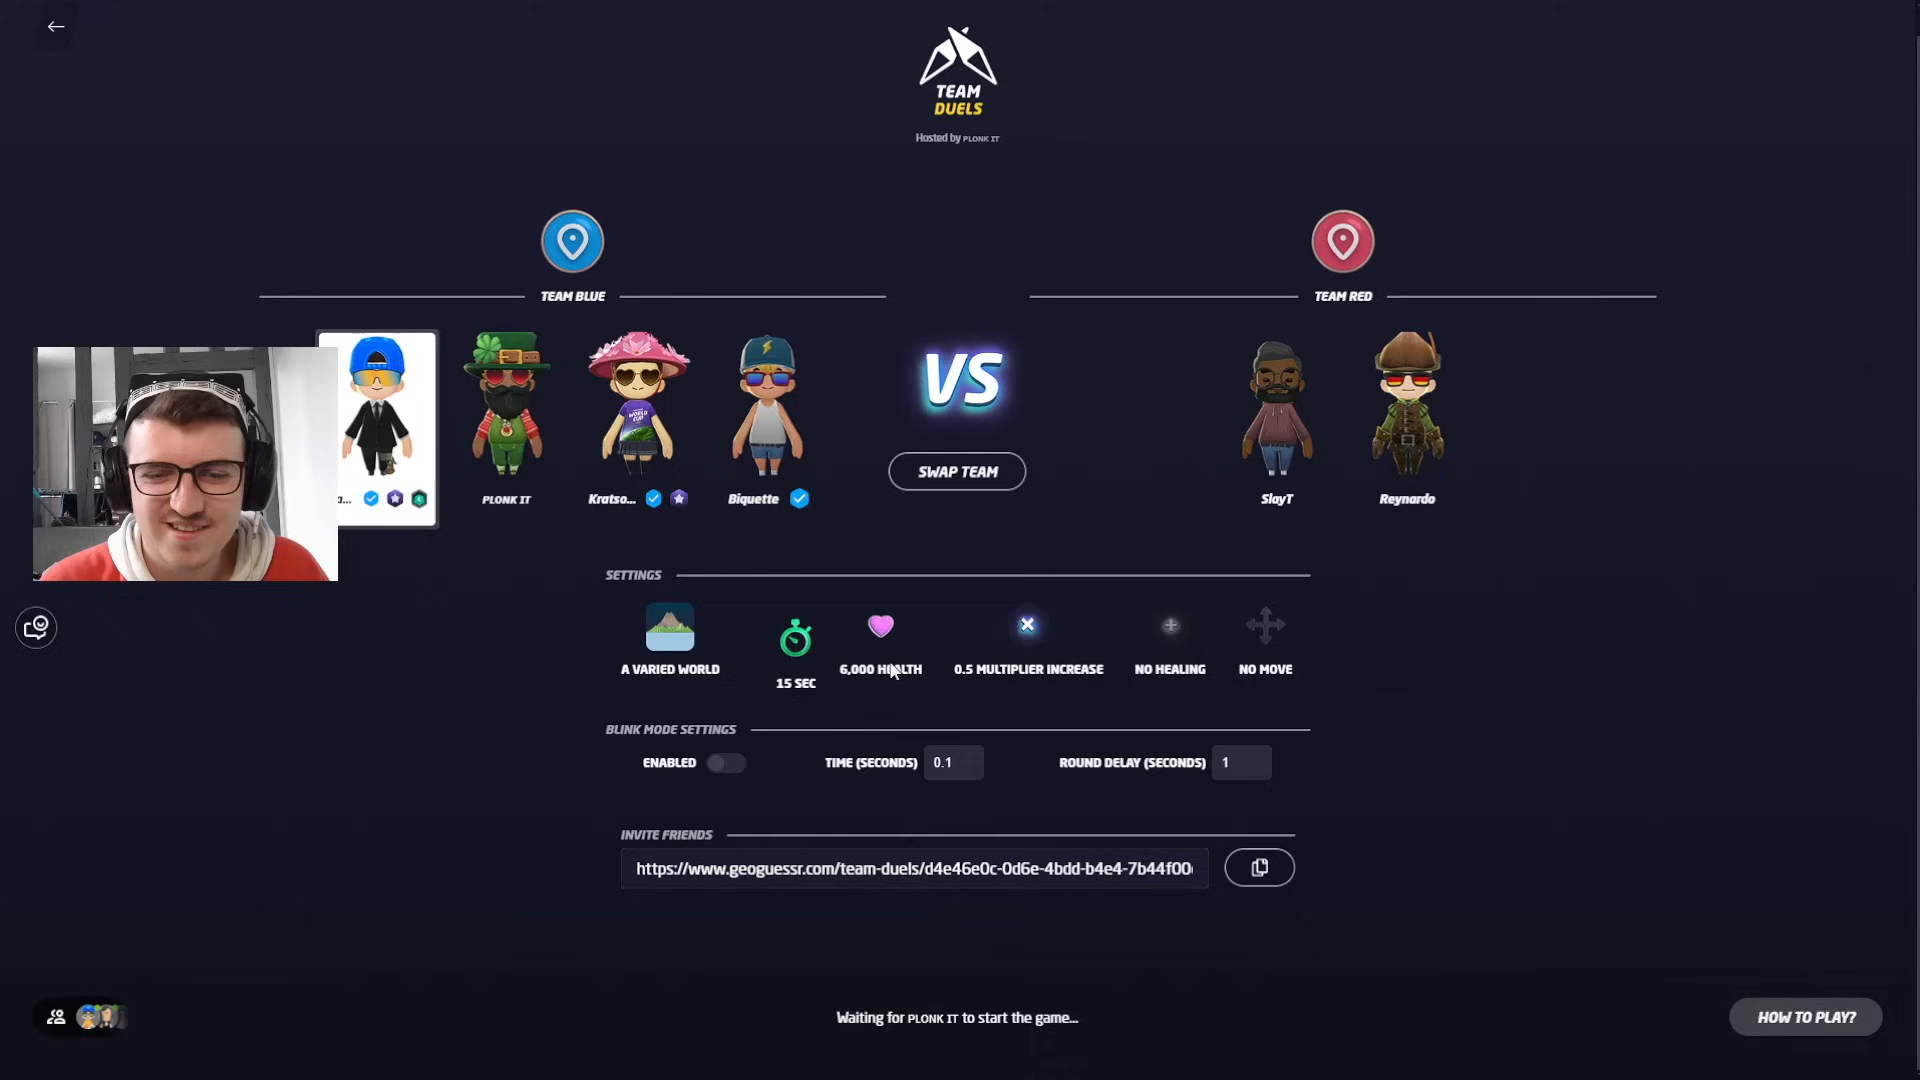 TEAM
DUELS
Hosted by PLONK IT
TEAM BLUE
TEAM RED
VS
SWAP TEAM
a...
PLONK IT
Kratso...
Biquette
SlayT
Reynardo
SETTINGS
A VARIED WORLD
15 SEC
6,000 HEALTH
0.5 MULTIPLIER INCREASE
NO HEALING
NO MOVE
BLINK MODE SETTINGS
ENABLED
TIME (SECONDS) 0.1
ROUND DELAY (SECONDS) 1
INVITE FRIENDS
https://www.geoguessr.com/team-duels/d4e46e0c-0d6e-4bdd-b4e4-7b44f00
Waiting for PLONK IT to start the game...
HOW TO PLAY?